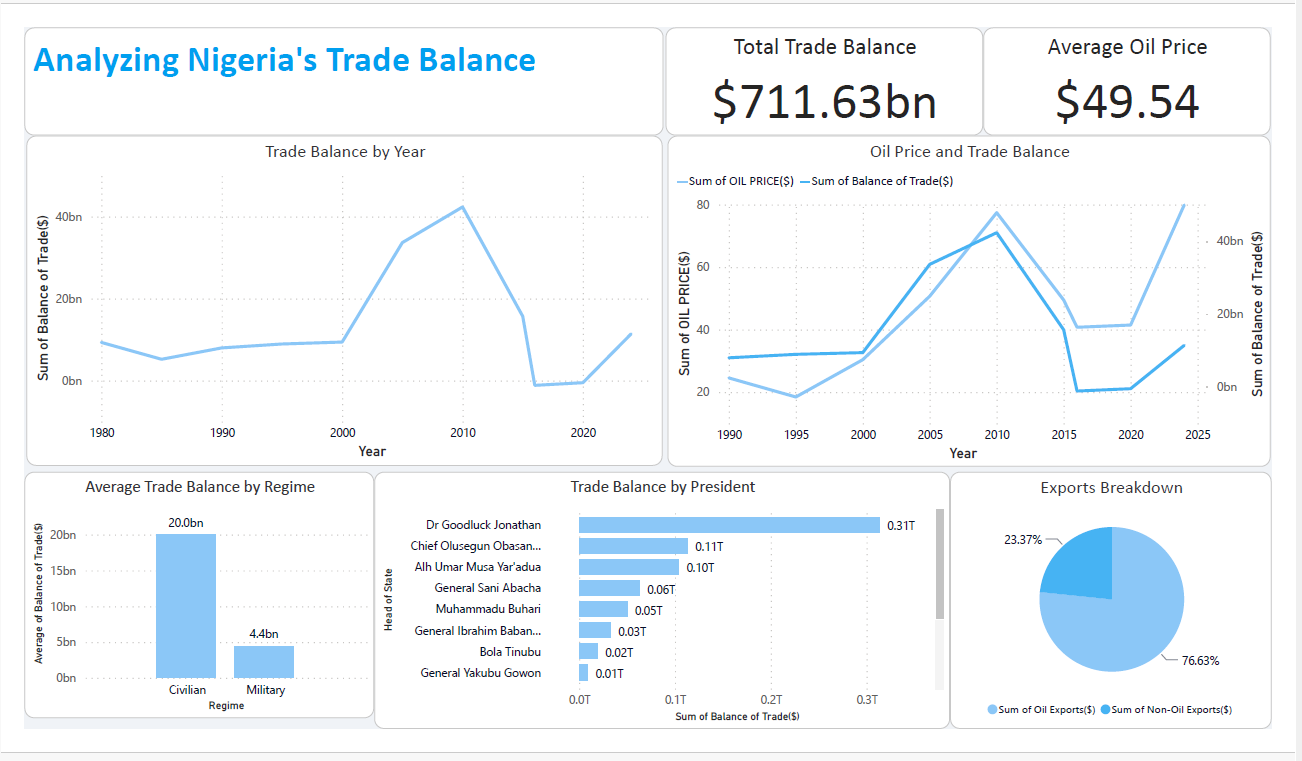 Analyzing Nigeria's Trade Balance
Total Trade Balance
$711.63bn
Average Oil Price
$49.54
Trade Balance by Year
Sum of Balance of Trade($)
40bn
20bn
0bn
1980
1990
2000
2010
2020
Year
Oil Price and Trade Balance
Sum of OIL PRICE($)
Sum of Balance of Trade($)
Sum of OIL PRICE($)
80
60
40
20
40bn
20bn
0bn
Sum of Balance of Trade($)
1990
1995
2000
2005
2010
2015
2020
2025
Year
Average Trade Balance by Regime
Average of Balance of Trade($)
20bn
15bn
10bn
5bn
0bn
20.0bn
4.4bn
Civilian
Military
Regime
Trade Balance by President
Head of State
Dr Goodluck Jonathan 0.31T
Chief Olusegun Obasan... 0.11T
Alh Umar Musa Yar'adua 0.10T
General Sani Abacha 0.06T
Muhammadu Buhari 0.05T
General Ibrahim Baban... 0.03T
Bola Tinubu 0.02T
General Yakubu Gowon 0.01T
0.0T
0.1T
0.2T
0.3T
Sum of Balance of Trade($)
Exports Breakdown
23.37%
76.63%
Sum of Oil Exports($)
Sum of Non-Oil Exports($)